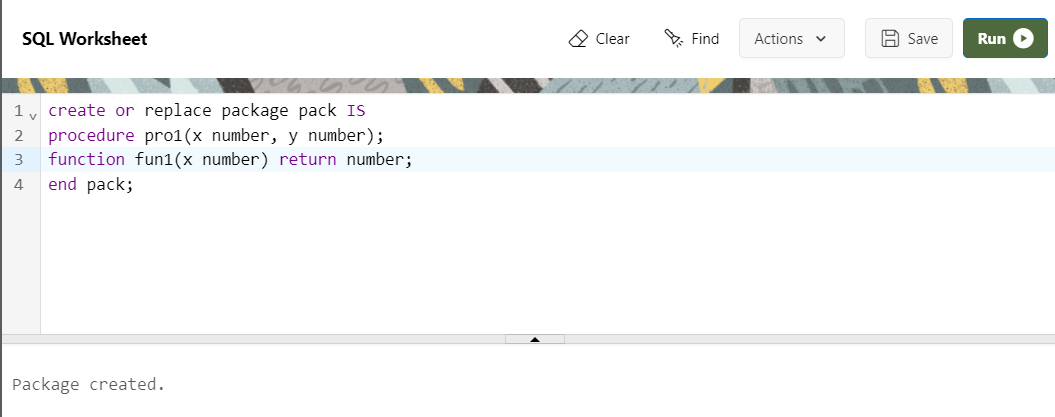 SQL Worksheet Clear Find Actions Save Run
1 create or replace package pack IS
2 procedure pro1(x number, y number);
3 function fun1(x number) return number;
4 end pack;
Package created.